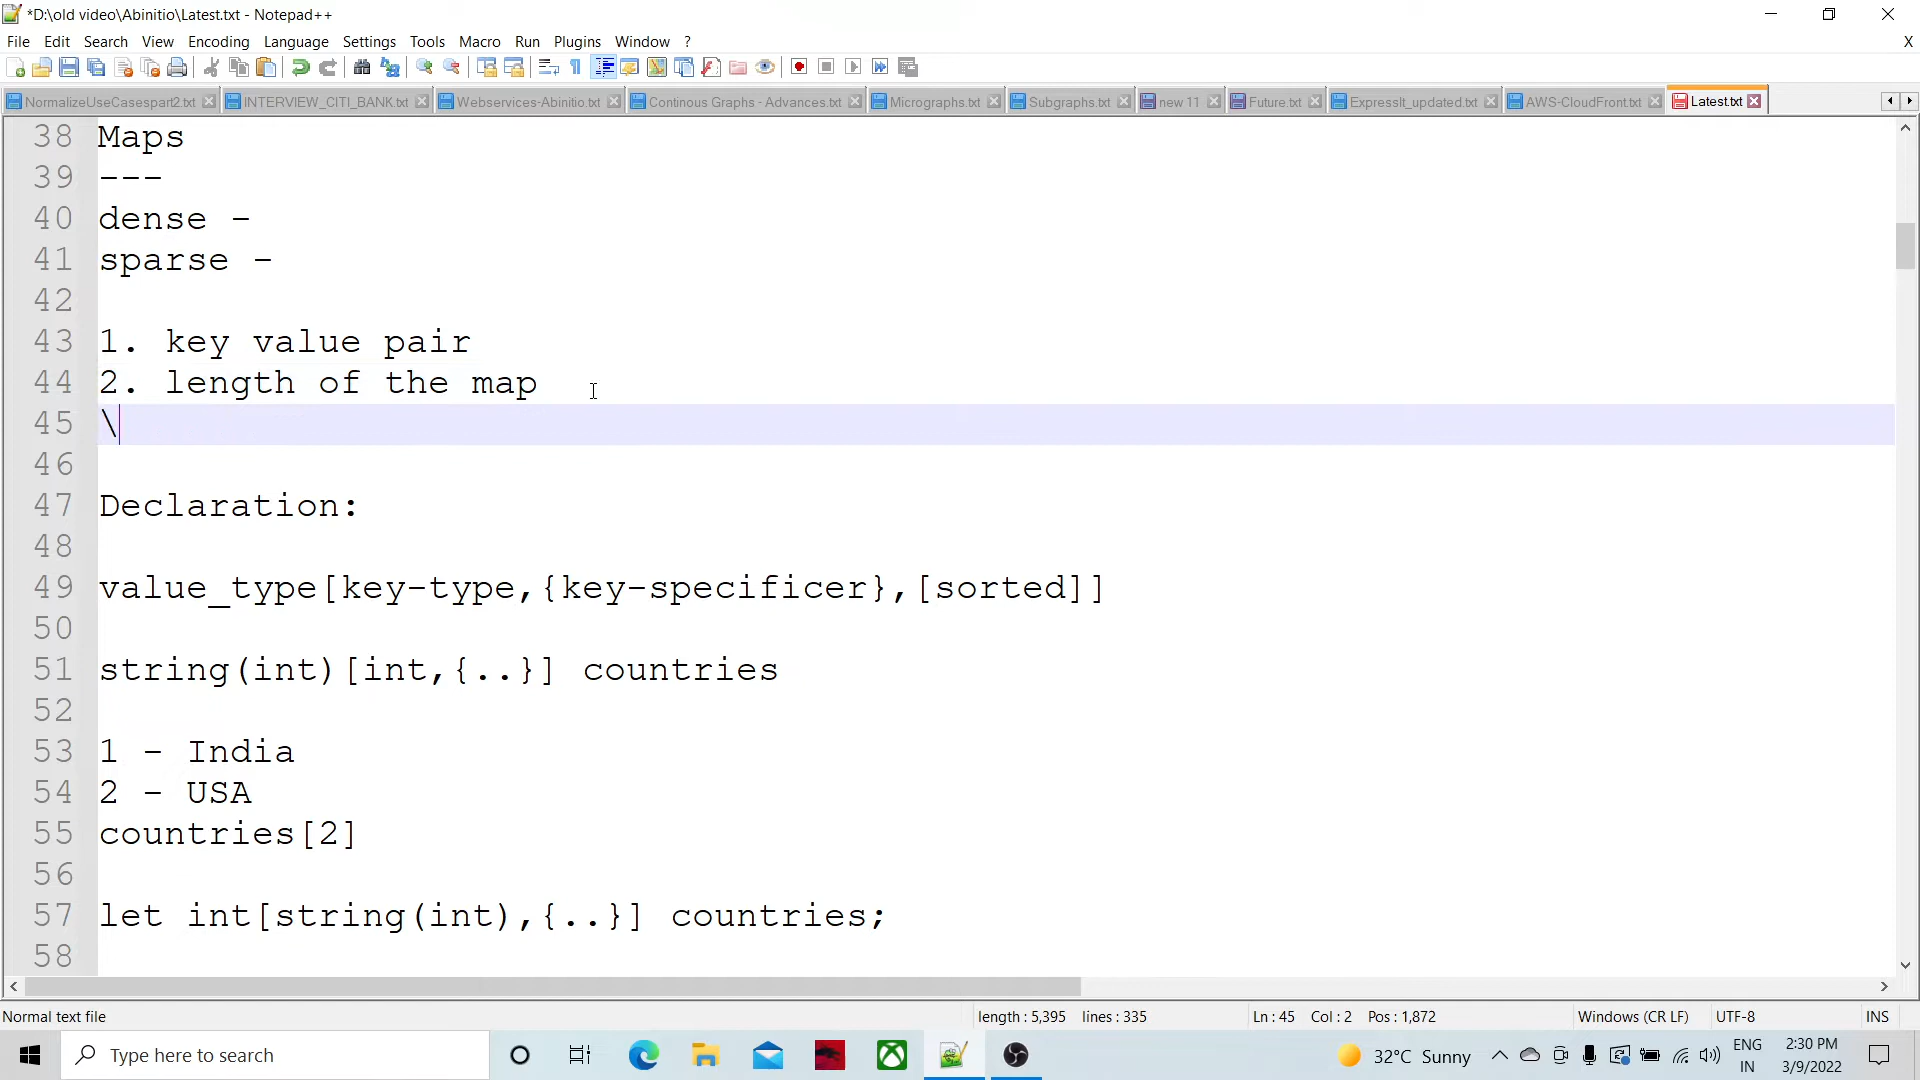 *D:\old video\Abinitio\Latest.txt - Notepad++
File Edit Search View Encoding Language Settings Tools Macro Run Plugins Window ? X
NormalizeUseCasespart2.txt INTERVIEW_CITI_BANK.txt Webservices-Abinitio.txt Continous Graphs - Advances.txt Micrographs.txt Subgraphs.txt new 11 Future.txt ExpressIt_updated.txt AWS-CloudFront.txt Latest.txt
38 Maps
39 ---
40 dense -
41 sparse -
42
43 1. key value pair
44 2. length of the map
45 \
46
47 Declaration:
48
49 value_type[key-type,{key-specificer},[sorted]]
50
51 string(int)[int,{..}] countries
52
53 1 - India
54 2 - USA
55 countries[2]
56
57 let int[string(int),{..}] countries;
58
Normal text file length : 5,395 lines : 335 Ln : 45 Col : 2 Pos : 1,872 Windows (CR LF) UTF-8 INS
Type here to search 32°C Sunny ENG IN 2:30 PM 3/9/2022